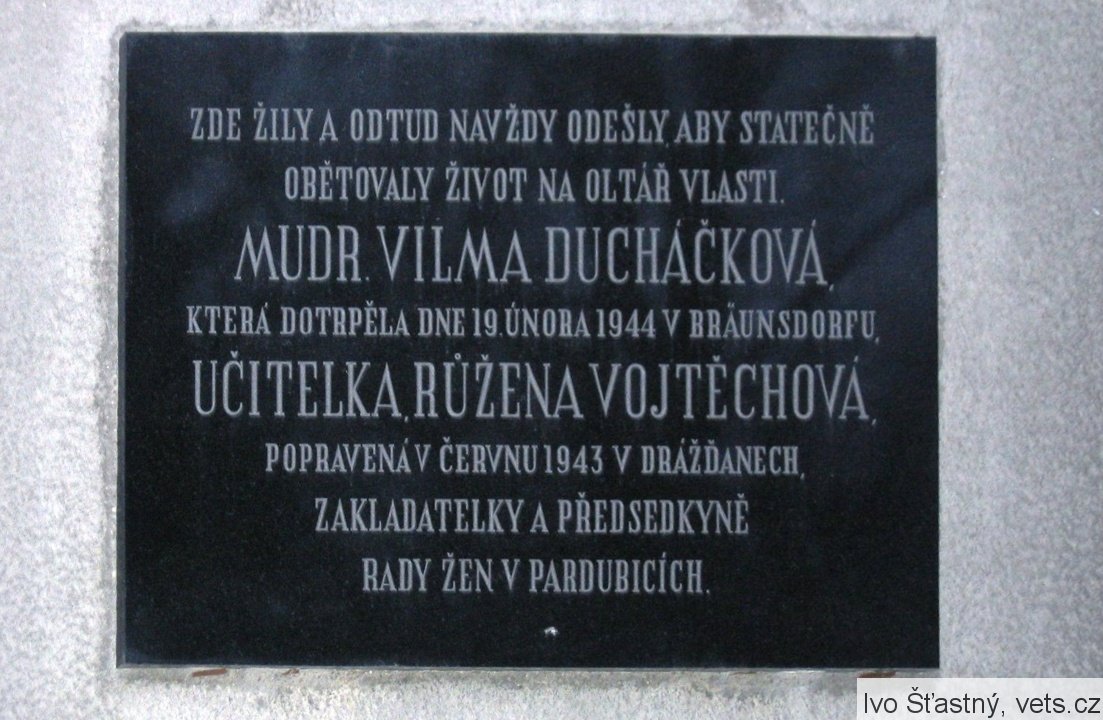 ZDE ŽILY, A ODTUD NAVŽDY ODEŠLY, ABY STATEČNĚ
OBĚTOVALY ŽIVOT NA OLTÁŘ VLASTI.
MUDR. VILMA DUCHÁČKOVÁ,
KTERÁ DOTRPĚLA DNE 19. ÚNORA 1944 V BRÄUNSDORFU,
UČITELKA, RŮŽENA VOJTĚCHOVÁ,
POPRAVENÁ V ČERVNU 1943 V DRÁŽĎANECH,
ZAKLADATELKY A PŘEDSEDKYNĚ
RADY ŽEN V PARDUBICÍCH.
Ivo Šťastný, vets.cz